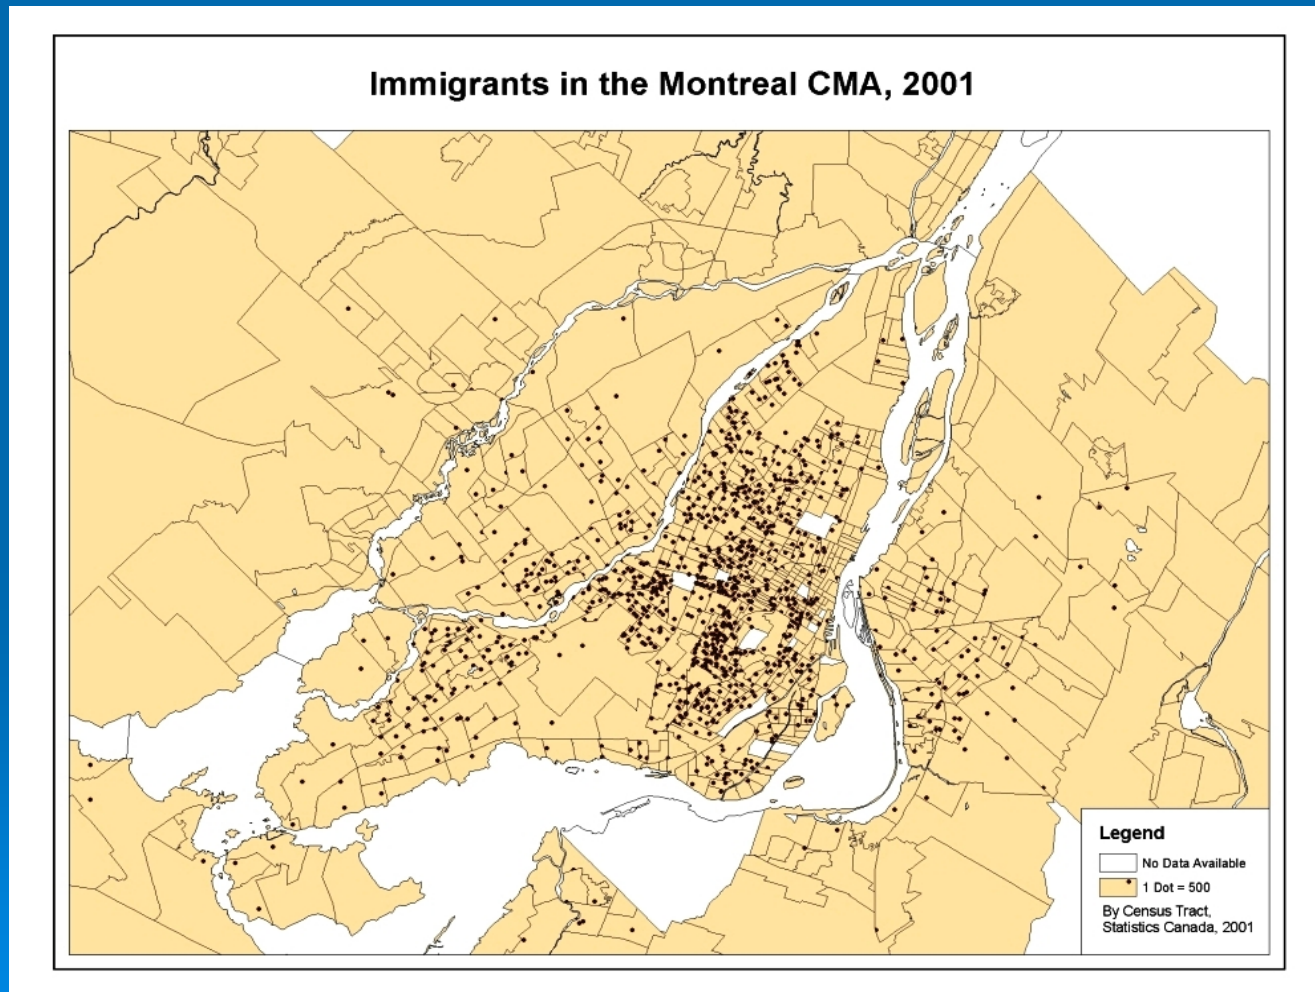 Immigrants in the Montreal CMA, 2001
Legend
No Data Available
1 Dot = 500
By Census Tract,
Statistics Canada, 2001